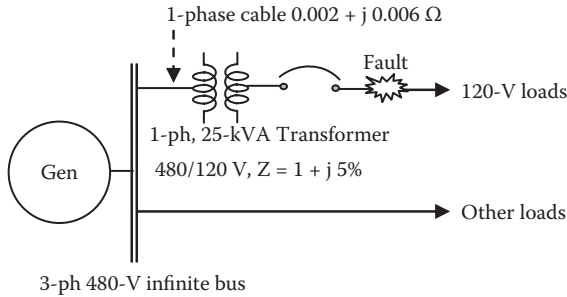 1-phase cable 0.002 + j 0.006 Ω
Fault
120-V loads
1-ph, 25-kVA Transformer
480/120 V, Z = 1 + j 5%
Gen
Other loads
3-ph 480-V infinite bus